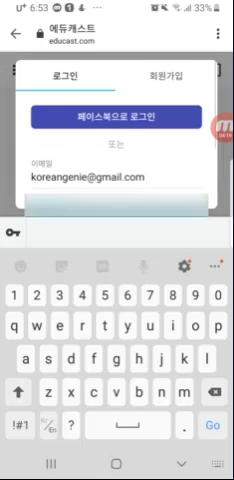 U+ 6:53 33%
에듀캐스트
educast.com
로그인 회원가입
페이스북으로 로그인
또는
이메일
koreangenie@gmail.com
1 2 3 4 5 6 7 8 9 0
q w e r t y u i o p
a s d f g h j k l
z x c v b n m
!#1 En ? . Go